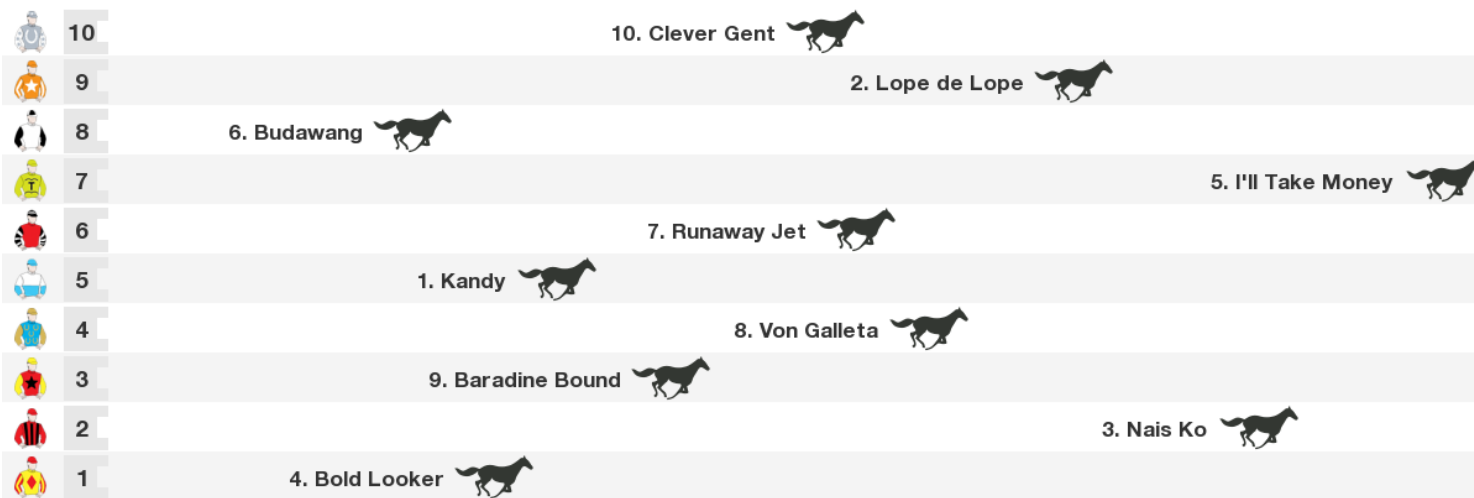 10 10. Clever Gent
9 2. Lope de Lope
8 6. Budawang
7 5. I'll Take Money
6 7. Runaway Jet
5 1. Kandy
4 8. Von Galleta
3 9. Baradine Bound
2 3. Nais Ko
1 4. Bold Looker